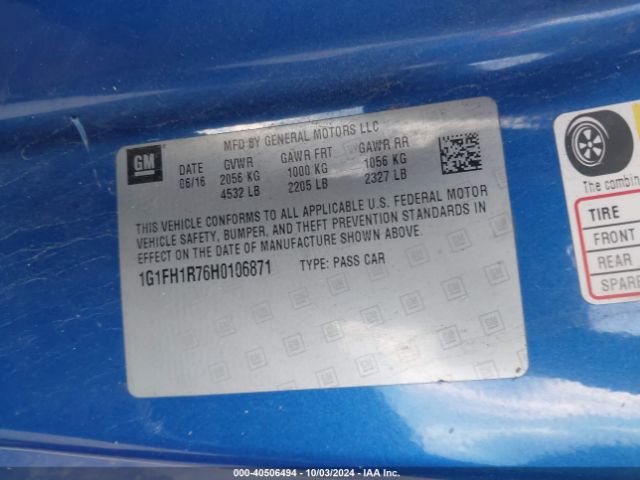 MFD BY GENERAL MOTORS LLC
GM
DATE GVWR GAWR FRT GAWR RR
06/16 2056 KG 1000 KG 1056 KG
4532 LB 2205 LB 2327 LB
THIS VEHICLE CONFORMS TO ALL APPLICABLE U.S. FEDERAL MOTOR
VEHICLE SAFETY, BUMPER, AND THEFT PREVENTION STANDARDS IN
EFFECT ON THE DATE OF MANUFACTURE SHOWN ABOVE.
1G1FH1R76H0106871 TYPE: PASS CAR
The combin
TIRE
FRONT
REAR
SPARE
000-40506494 - 10/03/2024 - IAA Inc.